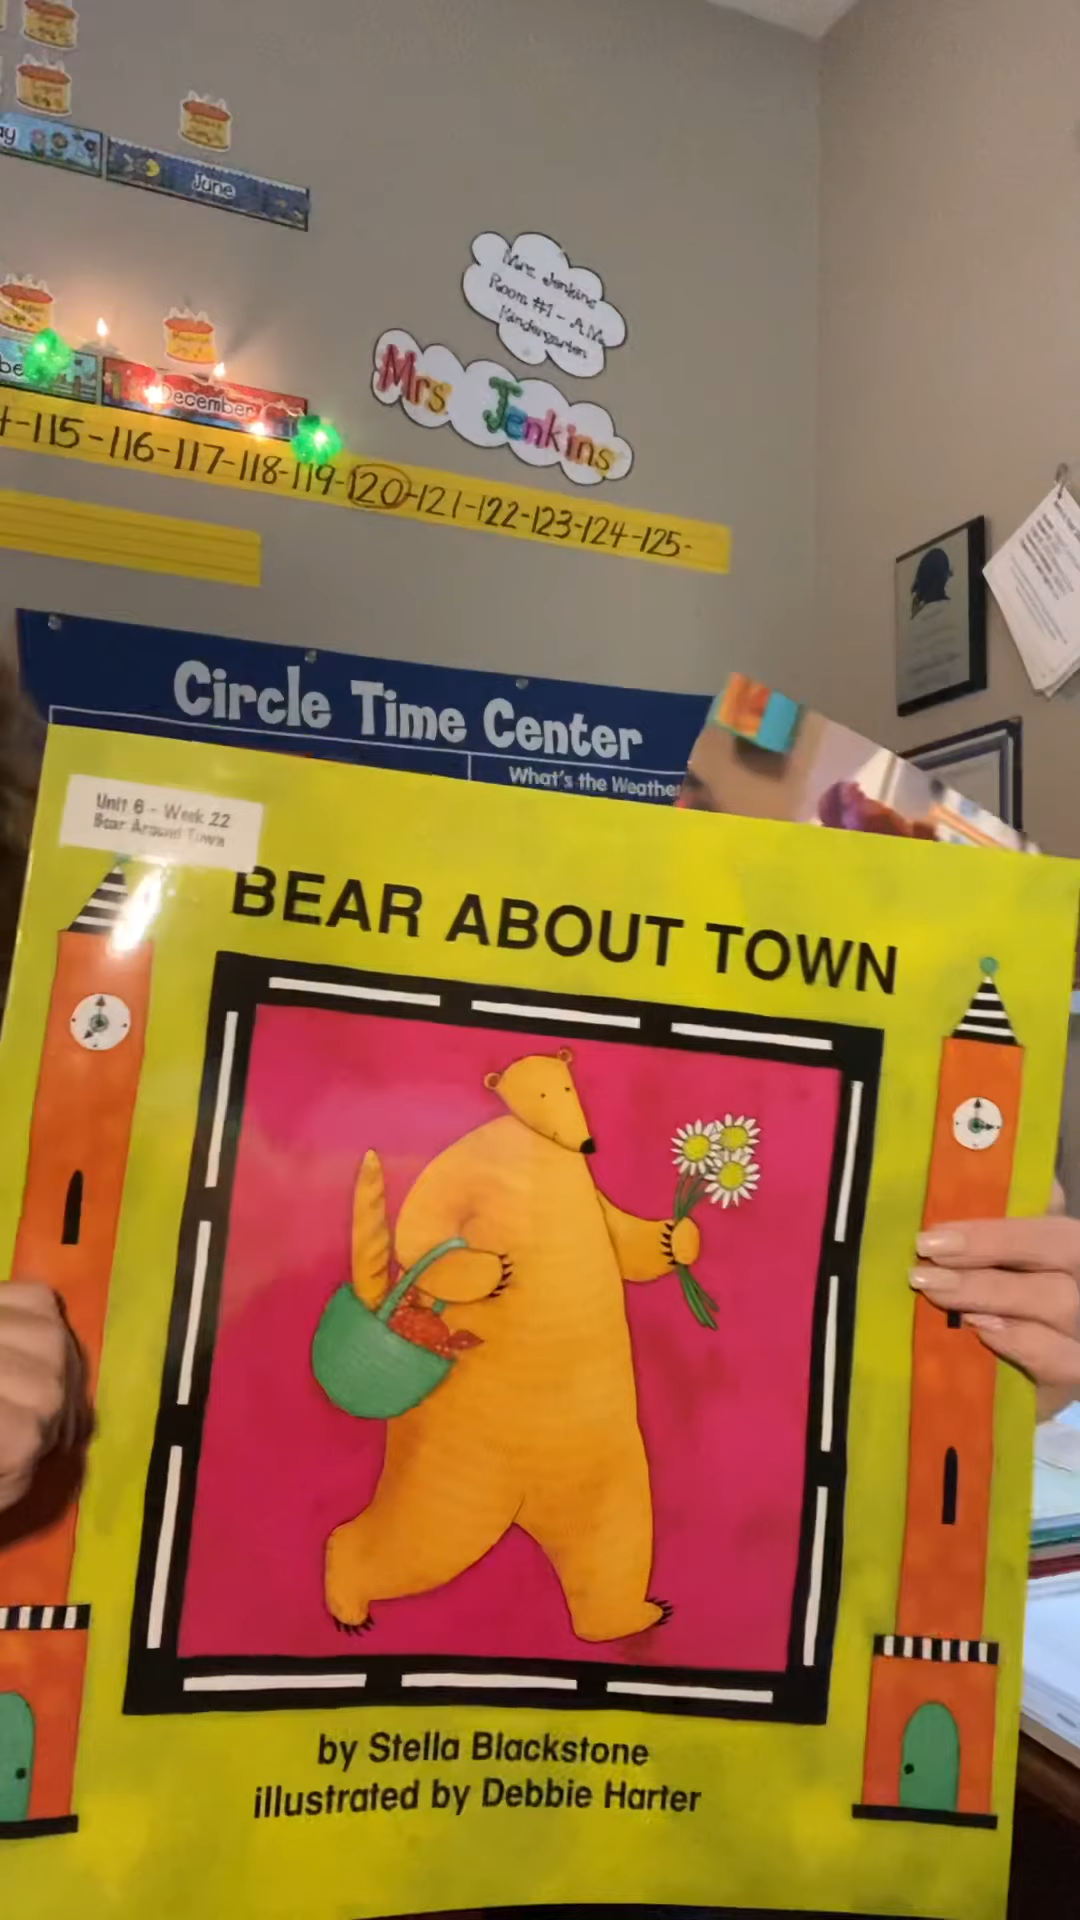 June
Mrs. Jenkins
Room #1 - A.M.
Kindergarten
Mrs. Jenkins
December
115-116-117-118-119-120-121-122-123-124-125-
Circle Time Center
What's the Weathe
Unit 6 - Week 22
Bear Around Town
BEAR ABOUT TOWN
by Stella Blackstone
illustrated by Debbie Harter